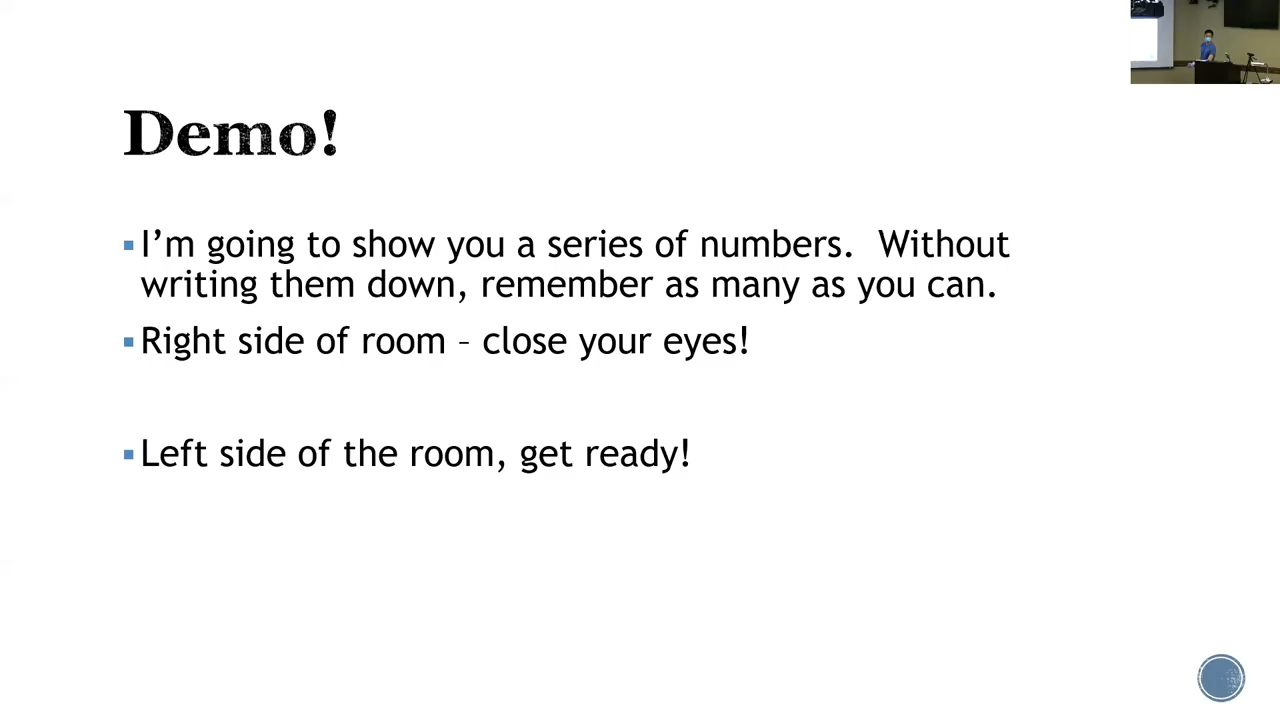 Demo!
I’m going to show you a series of numbers.  Without
writing them down, remember as many as you can.
Right side of room – close your eyes!
Left side of the room, get ready!